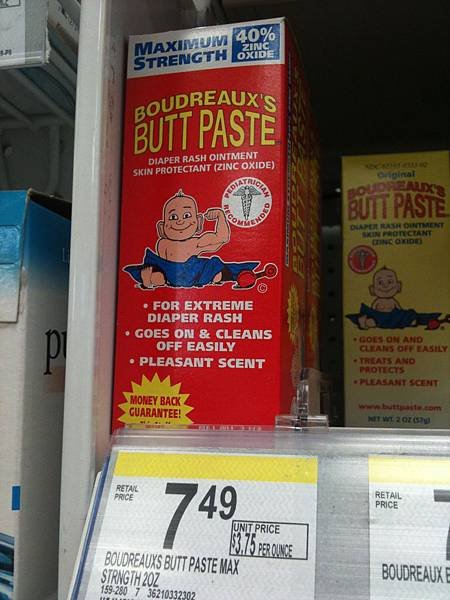 MAXIMUM
STRENGTH
40%
ZINC
OXIDE
BOUDREAUX'S
BUTT PASTE
DIAPER RASH OINTMENT
SKIN PROTECTANT (ZINC OXIDE)
PEDIATRICIAN
RECOMMENDED
• FOR EXTREME
DIAPER RASH
• GOES ON & CLEANS
OFF EASILY
• PLEASANT SCENT
MONEY BACK
GUARANTEE!
Original
BOUDREAUX'S
BUTT PASTE
DIAPER RASH OINTMENT
SKIN PROTECTANT
(ZINC OXIDE)
• GOES ON AND
CLEANS OFF EASILY
• TREATS AND
PROTECTS
• PLEASANT SCENT
www.buttpaste.com
NET WT. 2 OZ (57g)
RETAIL
PRICE
7 49
UNIT PRICE
$3.75 PER OUNCE
BOUDREAUXS BUTT PASTE MAX
STRNGTH 2OZ
159-280 7 36210332302
RETAIL
PRICE
7
BOUDREAUX